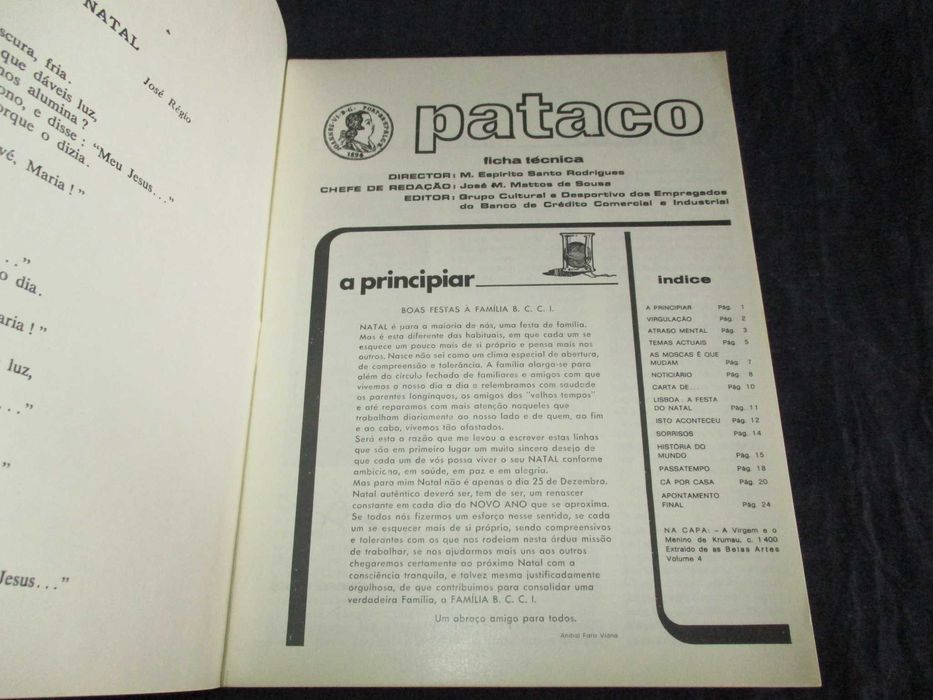 NATAL
José Régio
scura, fria.
que dáveis luz,
nos alumina?
ono, e disse: "Meu Jesus..."
orque o dizia.
vé, Maria!"
..."
o dia.
aria!"
luz,
..."
"
Jesus..."
pataco
1826
ficha técnica
DIRECTOR: M. Espirito Santo Rodrigues
CHEFE DE REDAÇÃO: José M. Mattos de Sousa
EDITOR: Grupo Cultural e Desportivo dos Empregados
do Banco de Crédito Comercial e Industrial
a principiar
BOAS FESTAS À FAMÍLIA B. C. C. I.
NATAL é para a maioria de nós, uma festa de família.
Mas é esta diferente das habituais, em que cada um se
esquece um pouco mais de si próprio e pensa mais nos
outros. Nasce não sei como um clima especial de abertura,
de compreensão e tolerância. A família alarga-se para
além do círculo fechado de familiares e amigos com que
vivemos o nosso dia a dia e relembramos com saudade
os parentes longínquos, os amigos dos "velhos tempos"
e até reparamos com mais atenção naqueles que
trabalham diariamente ao nosso lado e de quem, ao fim
e ao cabo, vivemos tão afastados.
Será esta a razão que me levou a escrever estas linhas
que são em primeiro lugar um muito sincero desejo de
que cada um de vós possa viver o seu NATAL conforme
ambiciona, em saúde, em paz e em alegria.
Mas para mim Natal não é apenas o dia 25 de Dezembro.
Natal autêntico deverá ser, tem de ser, um renascer
constante em cada dia do NOVO ANO que se aproxima.
Se todos nós fizermos um esforço nesse sentido, se cada
um se esquecer mais de si próprio, sendo compreensivos
e tolerantes com os que nos rodeiam nesta árdua missão
de trabalhar, se nos ajudarmos mais uns aos outros
chegaremos certamente ao próximo Natal com a
consciência tranquila, e talvez mesmo justificadamente
orgulhosa, de que contribuimos para consolidar uma
verdadeira Família, a FAMÍLIA B. C. C. I.
Um abraço amigo para todos.
Aníbal Faro Viana
indice
A PRINCIPIAR Pág. 1
VIRGULAÇÃO Pág. 2
ATRASO MENTAL Pág. 3
TEMAS ACTUAIS Pág. 5
AS MOSCAS É QUE
MUDAM Pág. 7
NOTICIÁRIO Pág. 8
CARTA DE... Pág. 10
LISBOA: A FESTA
DO NATAL Pág. 11
ISTO ACONTECEU Pág. 12
SORRISOS Pág. 14
HISTÓRIA DO
MUNDO Pág. 15
PASSATEMPO Pág. 18
CÁ POR CASA Pág. 20
APONTAMENTO
FINAL Pág. 24
NA CAPA: – A Virgem e o
Menino de Krumau, c. 1400
Extraido de as Belas Artes
Volume 4